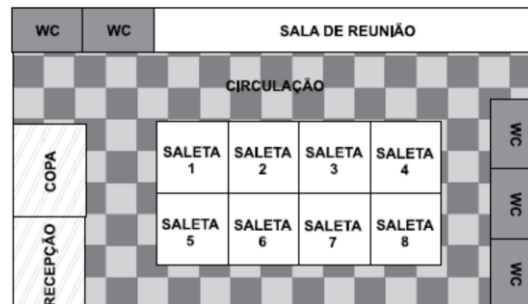 WC
WC
SALA DE REUNIÃO
CIRCULAÇÃO
COPA
RECEPÇÃO
SALETA
1
SALETA
2
SALETA
3
SALETA
4
SALETA
5
SALETA
6
SALETA
7
SALETA
8
WC
WC
WC